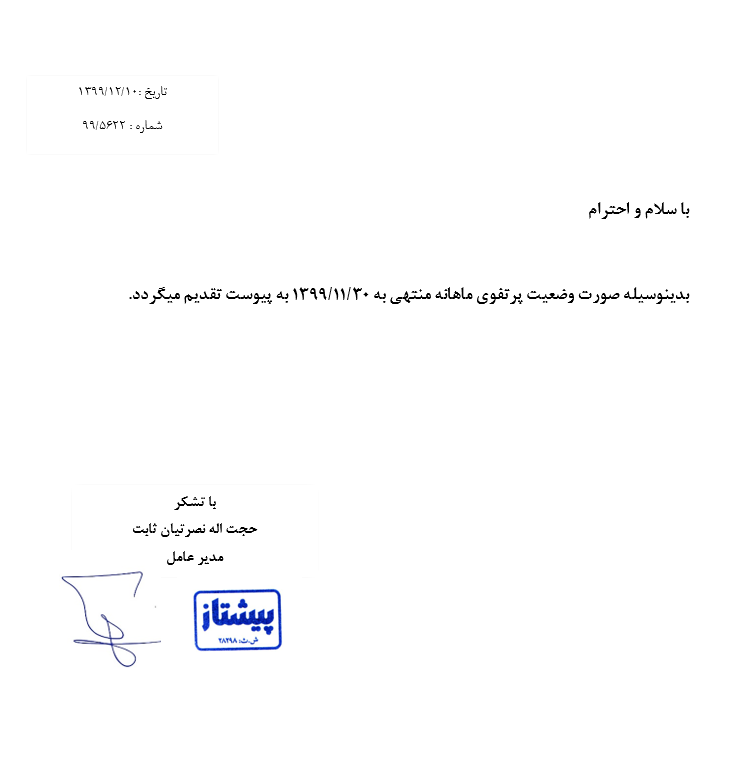 تاریخ :۱۳۹۹/۱۲/۱۰
شماره : ۹۹/۵۶۲۲
با سلام و احترام
بدینوسیله صورت وضعیت پرتفوی ماهانه منتهی به ۱۳۹۹/۱۱/۳۰ به پیوست تقدیم میگردد.
با تشکر
حجت اله نصرتیان ثابت
مدیر عامل
پیشتاز
ش.ث: ۲۸۲۹۸